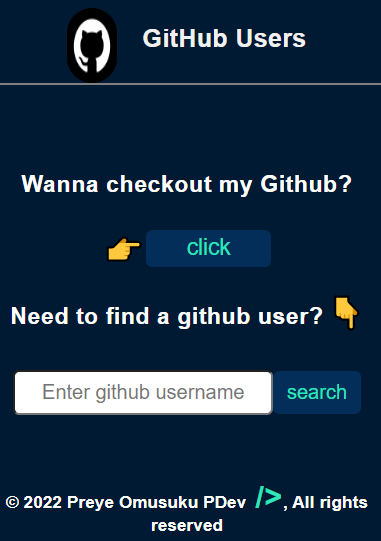 GitHub Users
Wanna checkout my Github?
click
Need to find a github user?
Enter github username
search
© 2022 Preye Omusuku PDev />, All rights
reserved